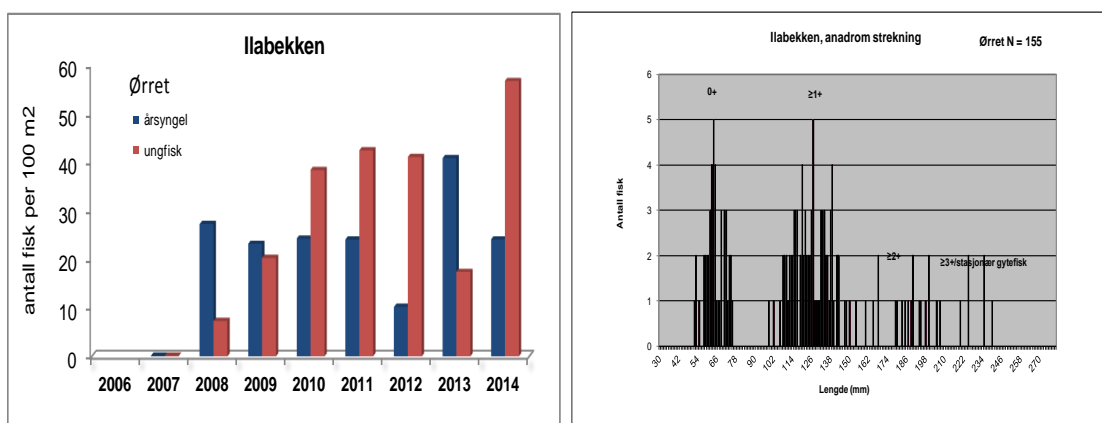 Ilabekken
Ørret
årsyngel
ungfisk
antall fisk per 100 m2
60
50
40
30
20
10
0
2006 2007 2008 2009 2010 2011 2012 2013 2014
Ilabekken, anadrom strekning
Ørret N = 155
Antall fisk
6
5
4
3
2
1
0
0+
≥1+
≥2+
≥3+/stasjonær gytefisk
30 42 54 66 78 90 102 114 126 138 150 162 174 186 198 210 222 234 246 258 270
Lengde (mm)